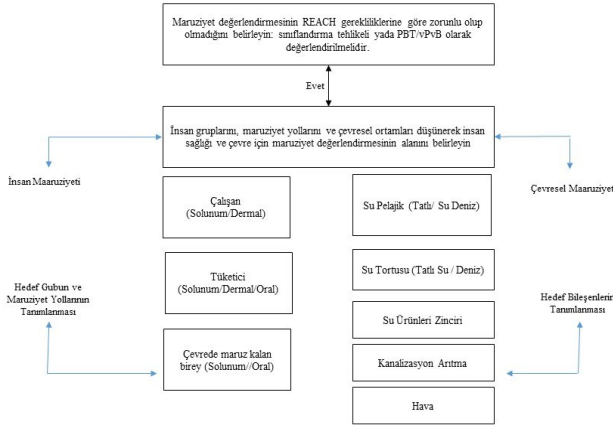 Maruziyet değerlendirmesinin REACH gerekliliklerine göre zorunlu olup
olmadığını belirleyin: sınıflandırma tehlikeli yada PBT/vPvB olarak
değerlendirilmelidir.
Evet
İnsan gruplarını, maruziyet yollarını ve çevresel ortamları düşünerek insan
sağlığı ve çevre için maruziyet değerlendirmesinin alanını belirleyin
İnsan Maaruziyeti
Çevresel Maaruziyet
Çalışan
(Solunum/Dermal)
Su Pelajik (Tatlı/ Su Deniz)
Tüketici
(Solunum/Dermal/Oral)
Su Tortusu (Tatlı Su / Deniz)
Hedef Gubun ve
Maruziyet Yollarının
Tanımlanması
Hedef Bileşenlerin
Tanımlanması
Su Ürünleri Zinciri
Çevrede maruz kalan
birey (Solunum//Oral)
Kanalizasyon Arıtma
Hava